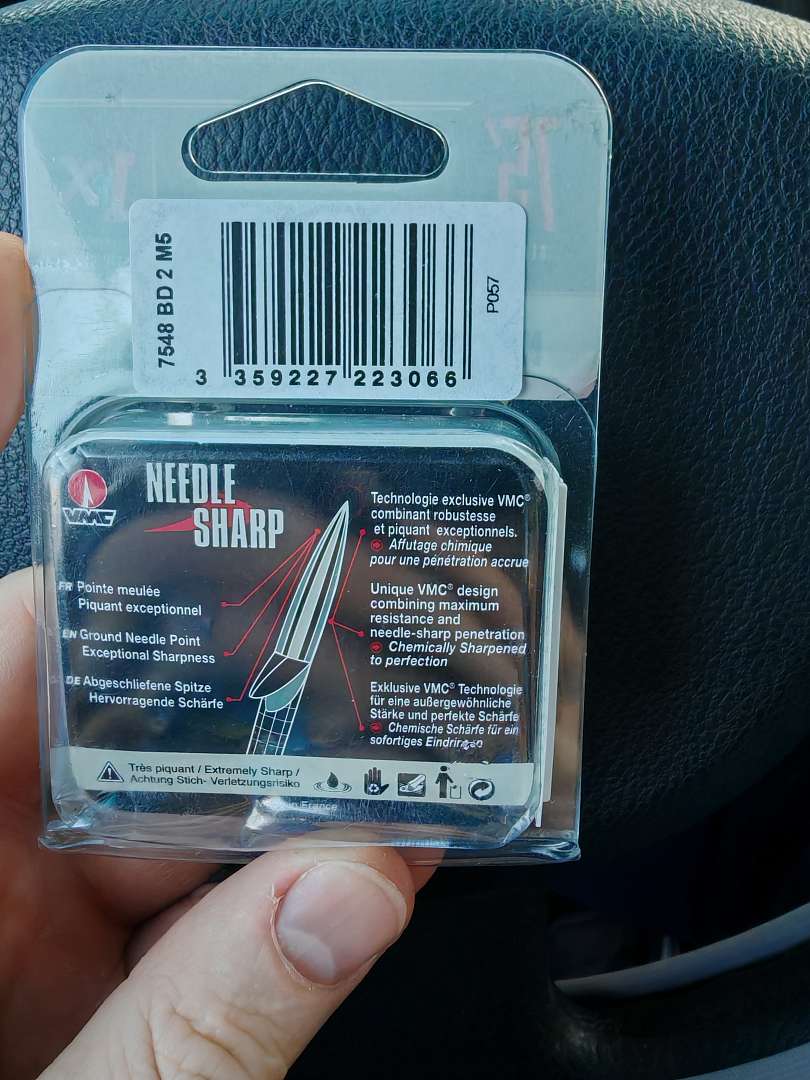 7548 BD 2 M5
P057
3 359227 223066
VMC
NEEDLE
SHARP
FR Pointe meulée
Piquant exceptionnel
EN Ground Needle Point
Exceptional Sharpness
DE Abgeschliefene Spitze
Hervorragende Schärfe
Technologie exclusive VMC®
combinant robustesse
et piquant exceptionnels.
Affutage chimique
pour une pénétration accrue
Unique VMC® design
combining maximum
resistance and
needle-sharp penetration
Chemically Sharpened
to perfection
Exklusive VMC® Technologie
für eine außergewöhnliche
Stärke und perfekte Schärfe
Chemische Schärfe für ein
sofortiges Eindringen
Très piquant / Extremely Sharp /
Achtung Stich- Verletzungsrisiko
France